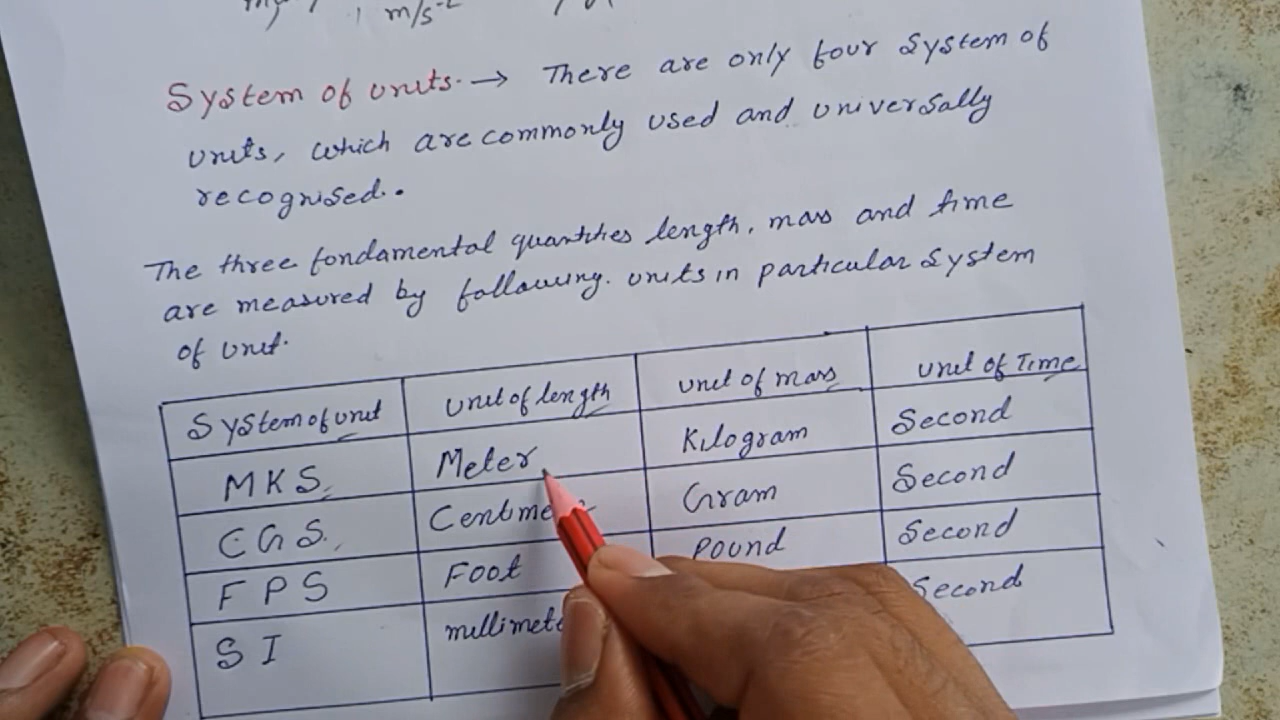 m/s⁻²
System of units. → There are only four system of
units, which are commonly used and universally
recognised.
The three fundamental quantities length, mass and time
are measured by following. units in particular system
of unit.
System of unit Unit of length Unit of mass Unit of Time
MKS Meter Kilogram Second
CGS Gram Second
FPS Foot Pound Second
SI Second